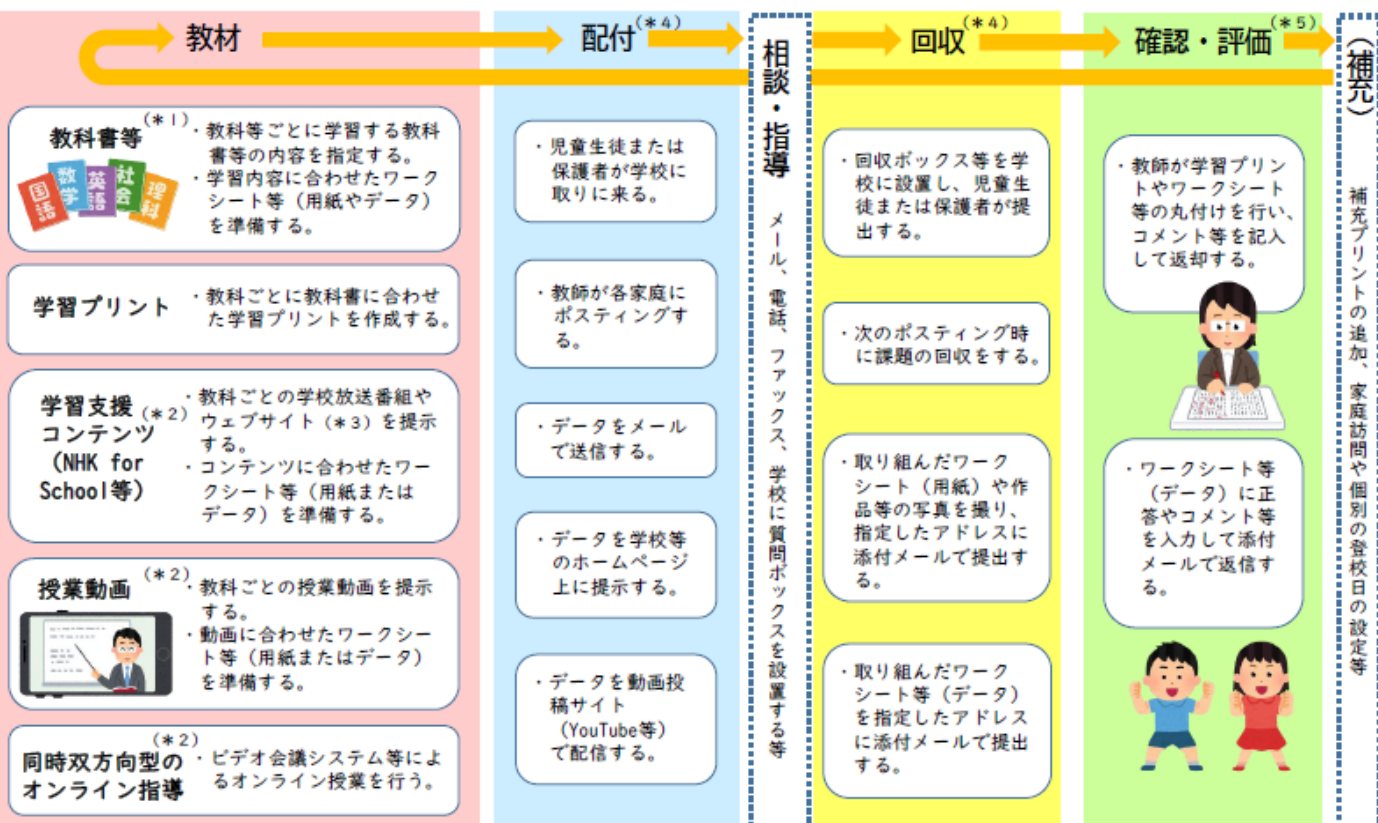 教材
教科書等(*1)
国語
数学
英語
社会
理科
・教科等ごとに学習する教科
書等の内容を指定する。
・学習内容に合わせたワーク
シート等（用紙やデータ）
を準備する。
学習プリント
・教科ごとに教科書に合わせ
た学習プリントを作成する。
学習支援(*2)
コンテンツ
（NHK for
School等）
・教科ごとの学校放送番組や
ウェブサイト(*3)を提示
する。
・コンテンツに合わせたワー
クシート等（用紙または
データ）を準備する。
授業動画(*2)
・教科ごとの授業動画を提示
する。
・動画に合わせたワークシー
ト等（用紙またはデータ）
を準備する。
同時双方向型の(*2)
オンライン指導
・ビデオ会議システム等によ
るオンライン授業を行う。
配付(*4)
・児童生徒または
保護者が学校に
取りに来る。
・教師が各家庭に
ポスティングす
る。
・データをメール
で送信する。
・データを学校等
のホームページ
上に提示する。
・データを動画投
稿サイト
（YouTube等）
で配信する。
相談・指導
メール、電話、ファックス、学校に質問ボックスを設置する等
回収(*4)
・回収ボックス等を学
校に設置し、児童生
徒または保護者が提
出する。
・次のポスティング時
に課題の回収をする。
・取り組んだワーク
シート（用紙）や作
品等の写真を撮り、
指定したアドレスに
添付メールで提出す
る。
・取り組んだワーク
シート等（データ）
を指定したアドレス
に添付メールで提出
する。
確認・評価(*5)
・教師が学習プリン
トやワークシート
等の丸付けを行い、
コメント等を記入
して返却する。
・ワークシート等
（データ）に正
答やコメント等
を入力して添付
メールで返信す
る。
（補充）
補充プリントの追加、家庭訪問や個別の登校日の設定等